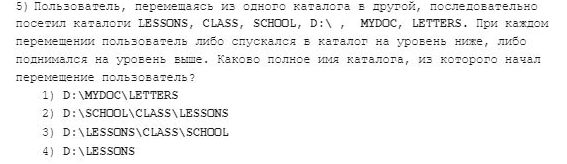 5) Пользователь, перемещаясь из одного каталога в другой, последовательно
посетил каталоги LESSONS, CLASS, SCHOOL, D:\ , MYDOC, LETTERS. При каждом
перемещении пользователь либо спускался в каталог на уровень ниже, либо
поднимался на уровень выше. Каково полное имя каталога, из которого начал
перемещение пользователь?
1) D:\MYDOC\LETTERS
2) D:\SCHOOL\CLASS\LESSONS
3) D:\LESSONS\CLASS\SCHOOL
4) D:\LESSONS